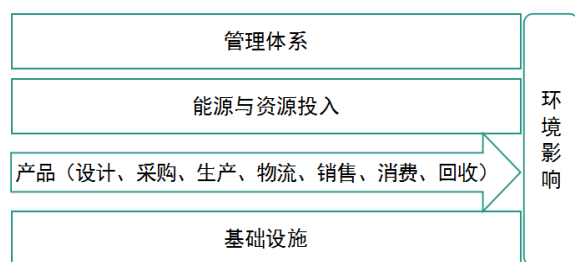 管理体系
能源与资源投入
产品（设计、采购、生产、物流、销售、消费、回收）
基础设施
环境影响